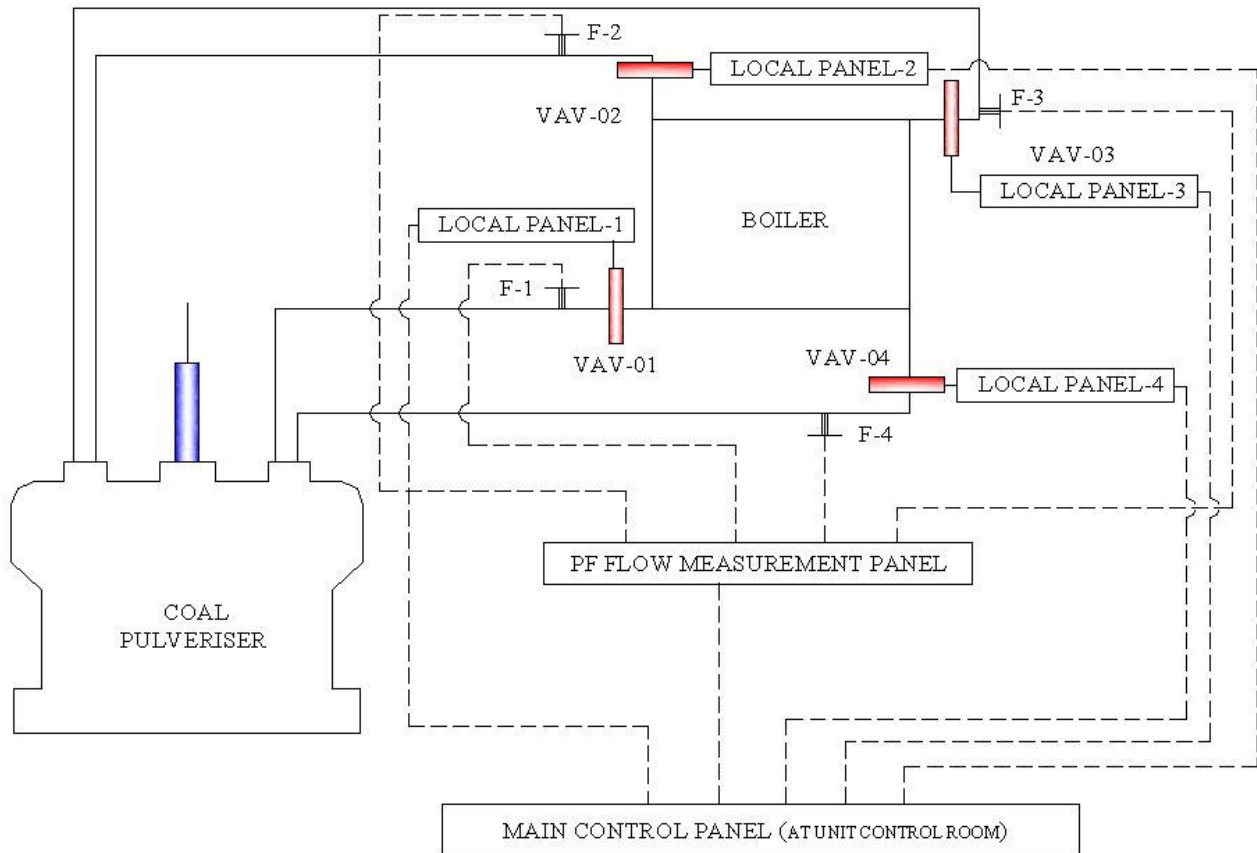 F-2
LOCAL PANEL-2
F-3
VAV-02
VAV-03
LOCAL PANEL-3
LOCAL PANEL-1
BOILER
F-1
VAV-01
VAV-04
LOCAL PANEL-4
F-4
PF FLOW MEASUREMENT PANEL
COAL
PULVERISER
MAIN CONTROL PANEL (AT UNIT CONTROL ROOM)